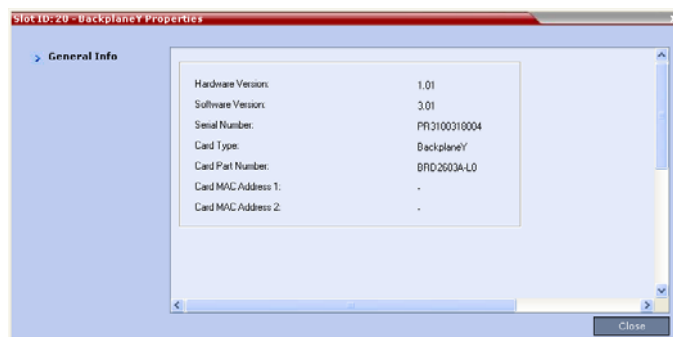 Slot ID: 20 - BackplaneY Properties
General Info
Hardware Version: 1.01
Software Version: 3.01
Serial Number: PR3100310004
Card Type: BackplaneY
Card Part Number: BRD2603A-L0
Card MAC Address 1: -
Card MAC Address 2: -
Close